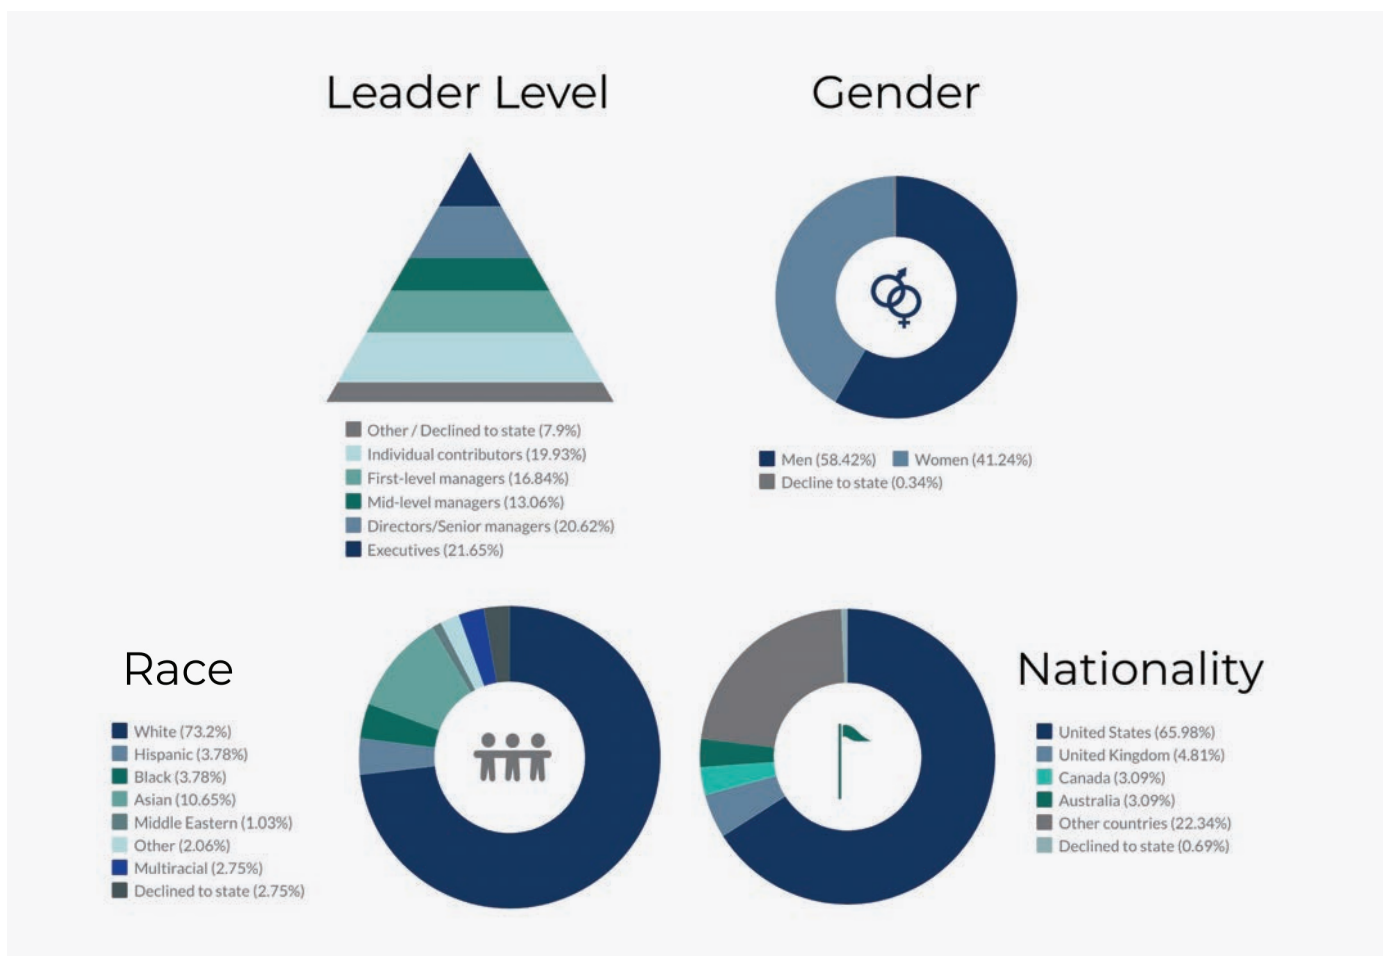 Leader Level
Other / Declined to state (7.9%)
Individual contributors (19.93%)
First-level managers (16.84%)
Mid-level managers (13.06%)
Directors/Senior managers (20.62%)
Executives (21.65%)
Gender
Men (58.42%) Women (41.24%)
Decline to state (0.34%)
Race
White (73.2%)
Hispanic (3.78%)
Black (3.78%)
Asian (10.65%)
Middle Eastern (1.03%)
Other (2.06%)
Multiracial (2.75%)
Declined to state (2.75%)
Nationality
United States (65.98%)
United Kingdom (4.81%)
Canada (3.09%)
Australia (3.09%)
Other countries (22.34%)
Declined to state (0.69%)